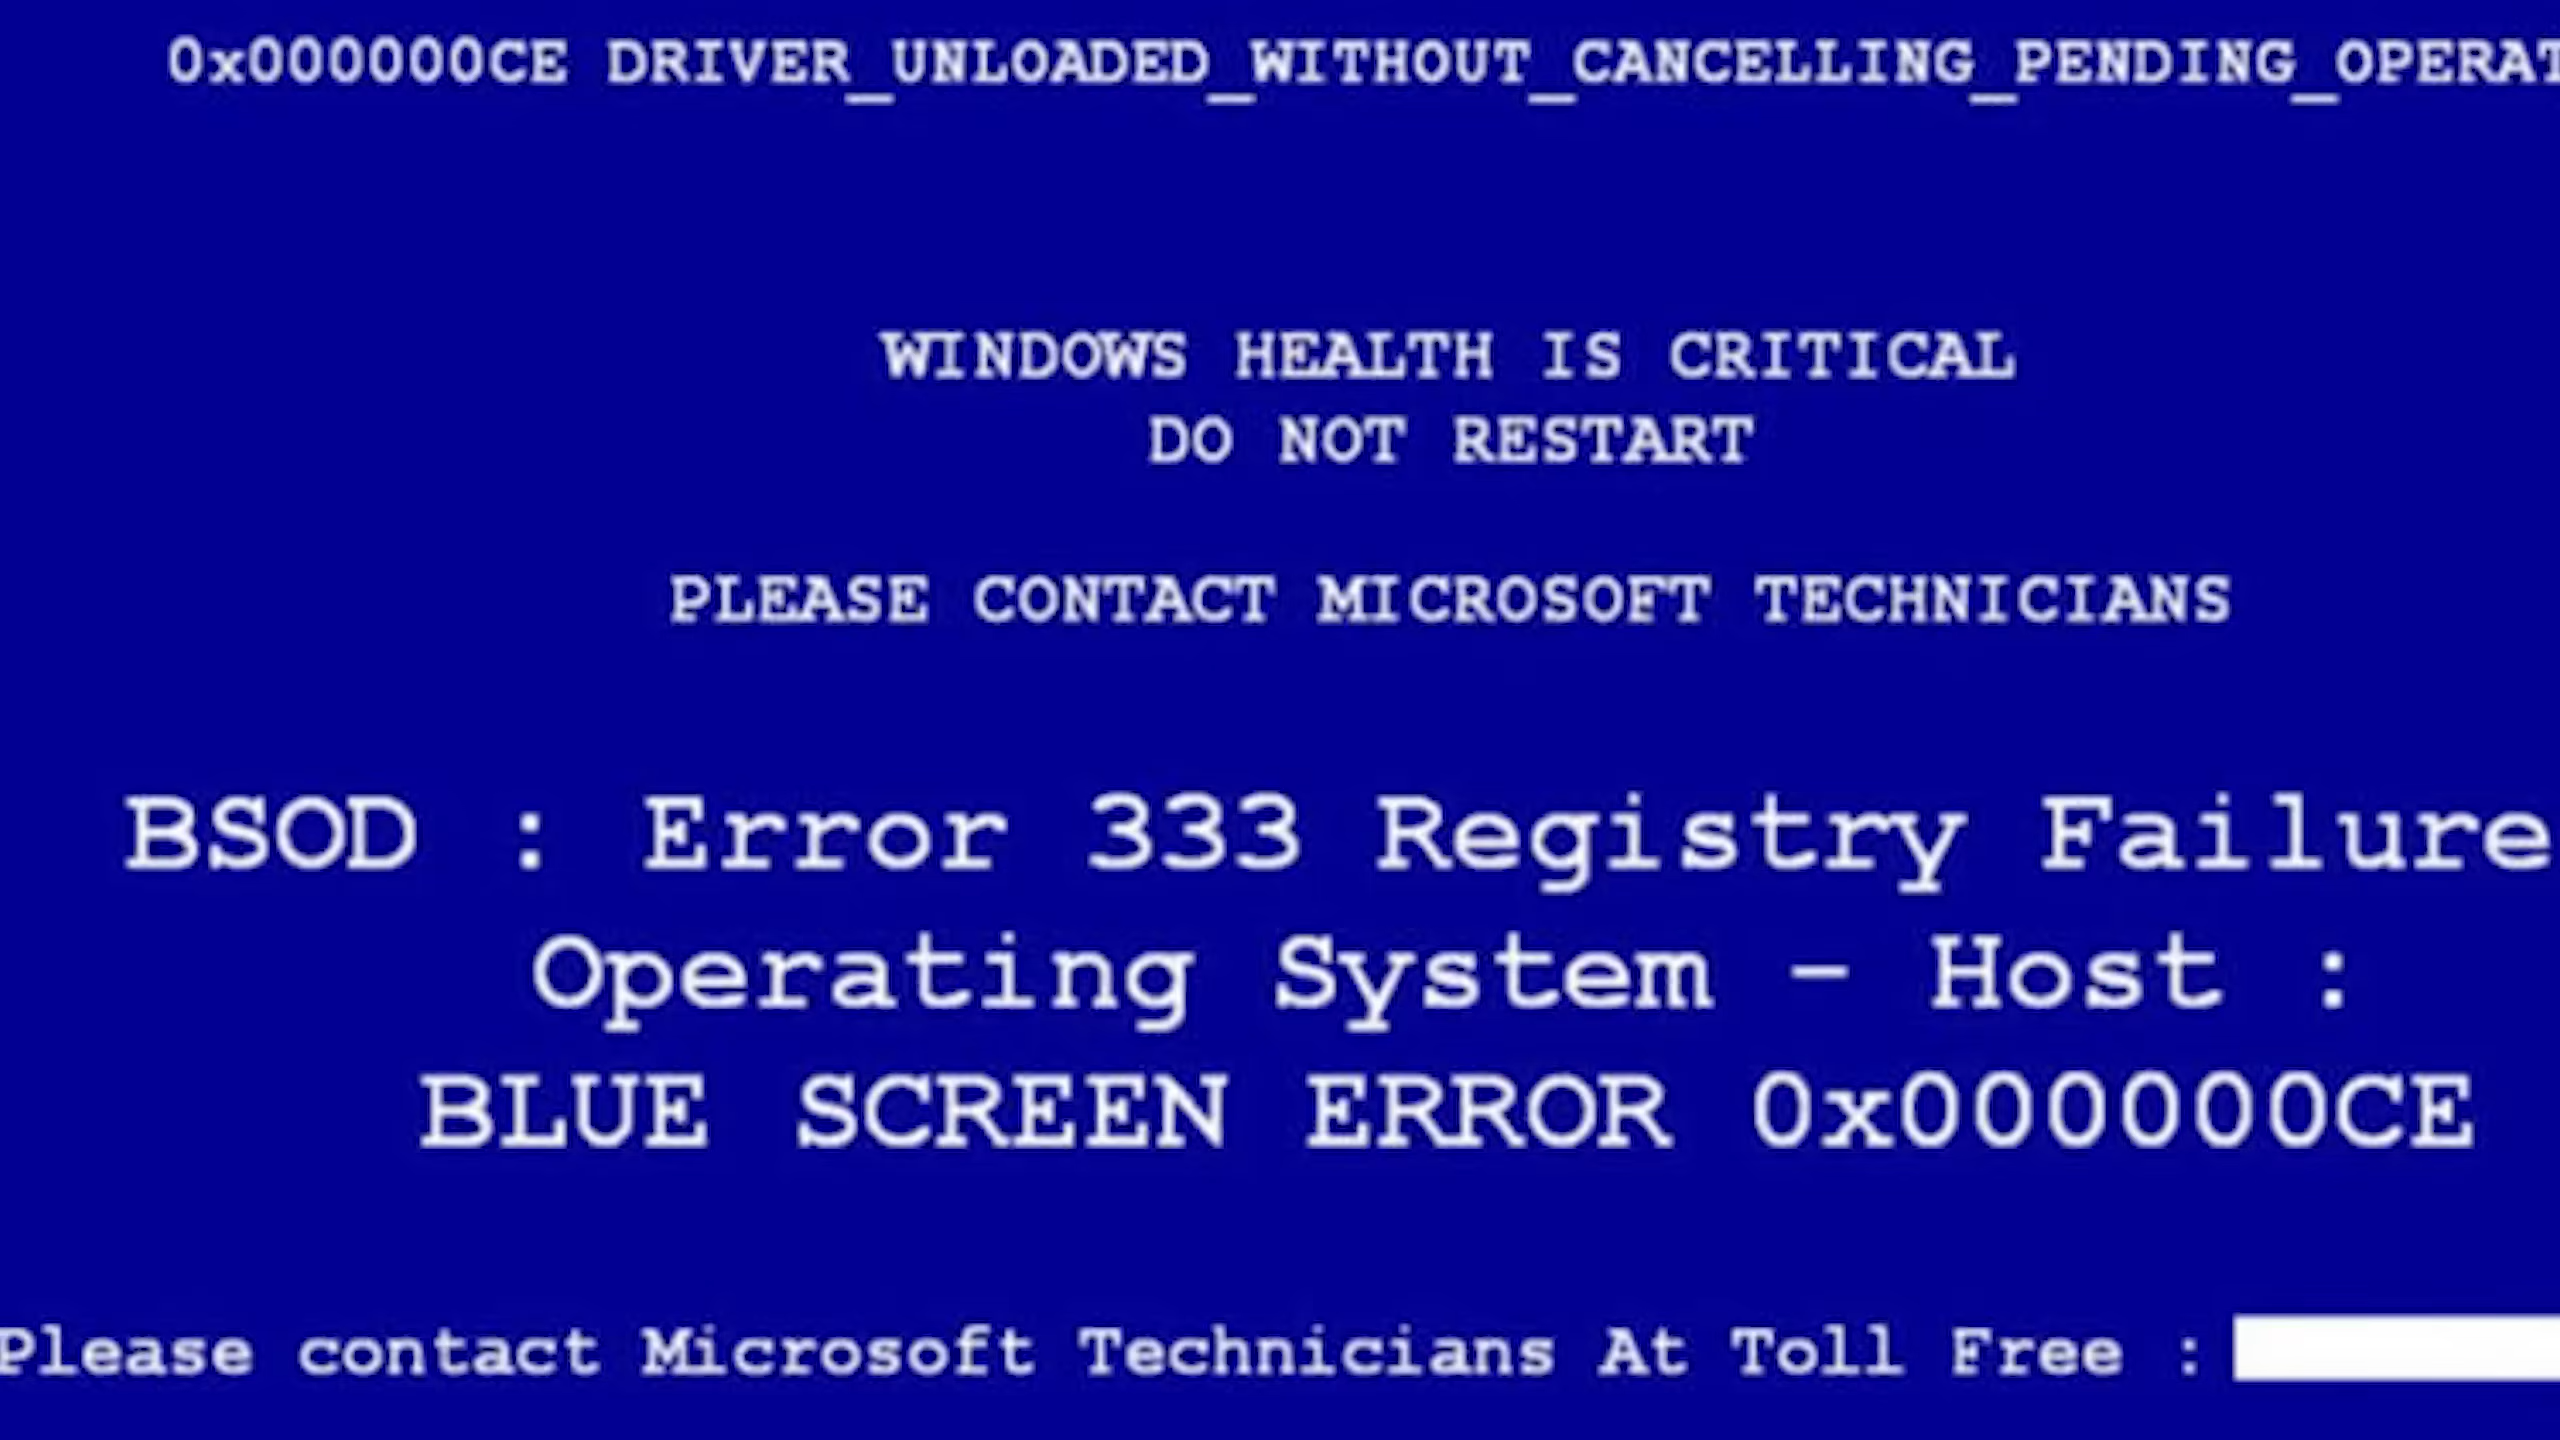 0x000000CE DRIVER_UNLOADED_WITHOUT_CANCELLING_PENDING_OPERAT
WINDOWS HEALTH IS CRITICAL
DO NOT RESTART
PLEASE CONTACT MICROSOFT TECHNICIANS
BSOD : Error 333 Registry Failure
Operating System - Host :
BLUE SCREEN ERROR 0x000000CE
Please contact Microsoft Technicians At Toll Free :